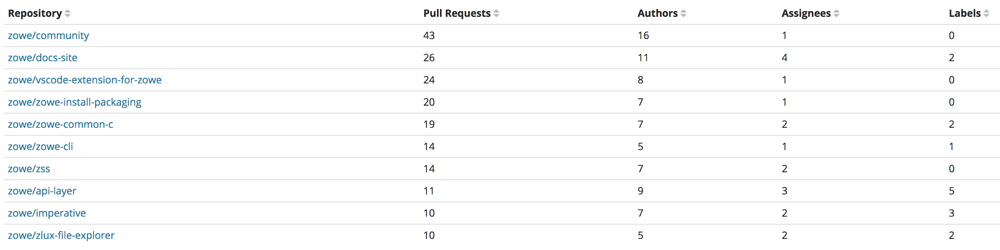 Repository Pull Requests Authors Assignees Labels
zowe/community 43 16 1 0
zowe/docs-site 26 11 4 2
zowe/vscode-extension-for-zowe 24 8 1 0
zowe/zowe-install-packaging 20 7 1 0
zowe/zowe-common-c 19 7 2 2
zowe/zowe-cli 14 5 1 1
zowe/zss 14 7 2 0
zowe/api-layer 11 9 3 5
zowe/imperative 10 7 2 3
zowe/zlux-file-explorer 10 5 2 2